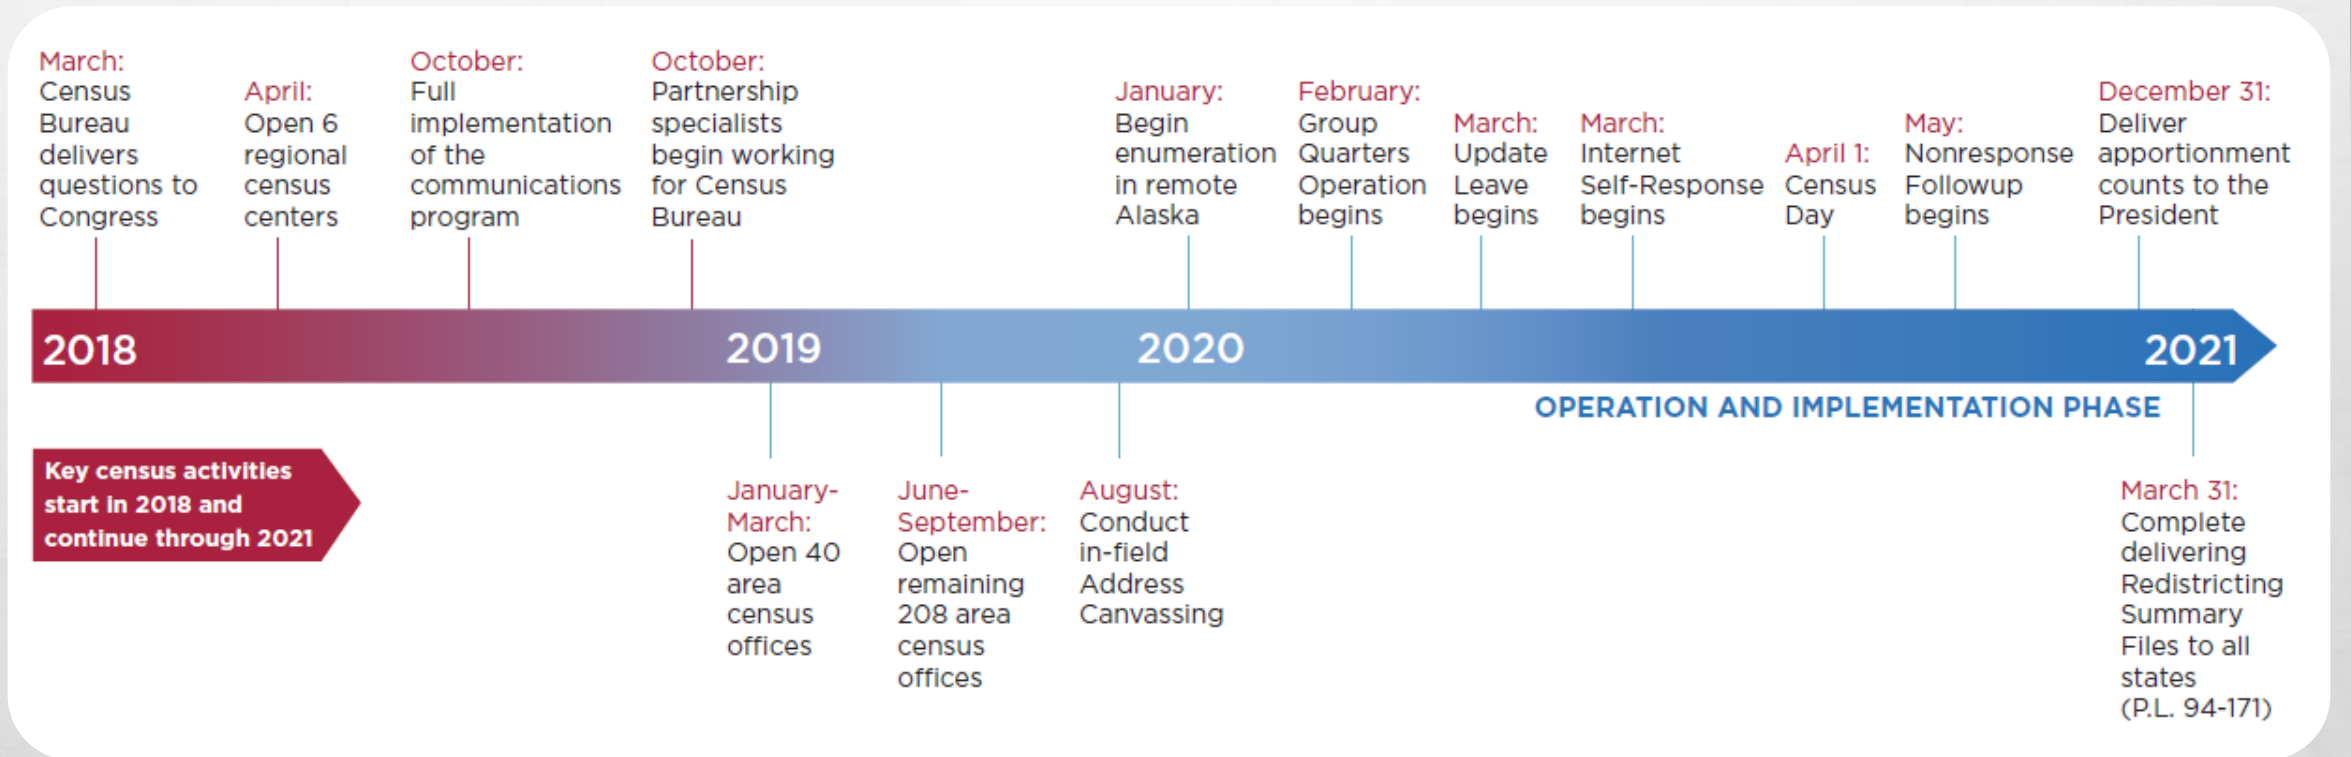 March:
Census
Bureau
delivers
questions to
Congress
April:
Open 6
regional
census
centers
October:
Full
implementation
of the
communications
program
October:
Partnership
specialists
begin working
for Census
Bureau
January:
Begin
enumeration
in remote
Alaska
February:
Group
Quarters
Operation
begins
March:
Update
Leave
begins
March:
Internet
Self-Response
begins
April 1:
Census
Day
May:
Nonresponse
Followup
begins
December 31:
Deliver
apportionment
counts to the
President
2018
2019
2020
2021
OPERATION AND IMPLEMENTATION PHASE
Key census activities
start in 2018 and
continue through 2021
January-
March:
Open 40
area
census
offices
June-
September:
Open
remaining
208 area
census
offices
August:
Conduct
in-field
Address
Canvassing
March 31:
Complete
delivering
Redistricting
Summary
Files to all
states
(P.L. 94-171)